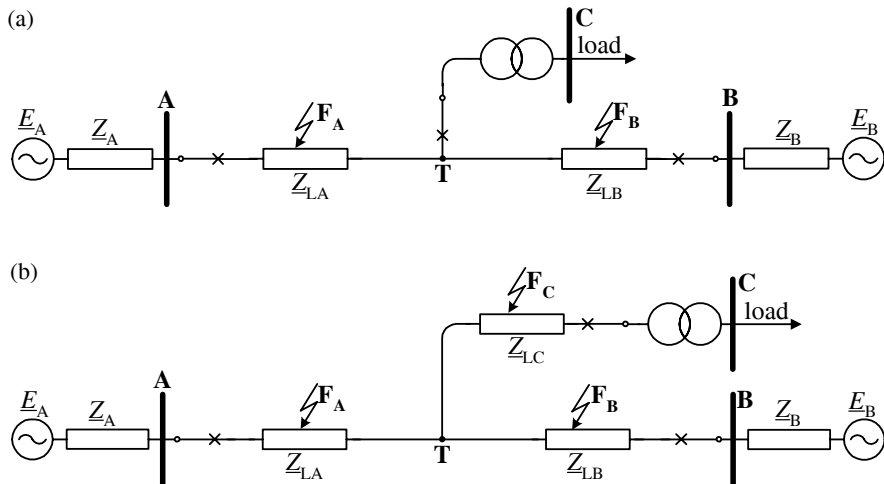 (a)
C
load
A
F_A
F_B
B
E_A
Z_A
Z_B
E_B
T
Z_LA
Z_LB
(b)
F_C
C
load
Z_LC
A
F_A
F_B
B
E_A
Z_A
Z_B
E_B
T
Z_LA
Z_LB